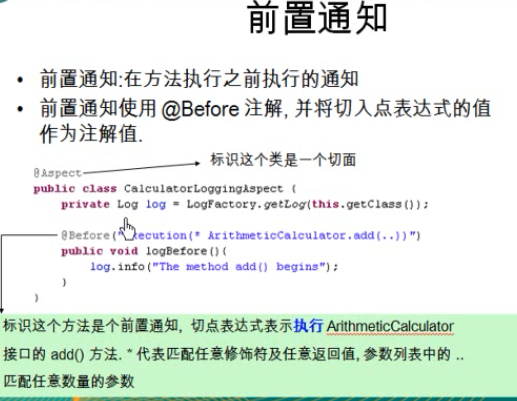 前置通知
• 前置通知:在方法执行之前执行的通知
• 前置通知使用 @Before 注解, 并将切入点表达式的值
作为注解值.
标识这个类是一个切面
@Aspect
public class CalculatorLoggingAspect {
private Log log = LogFactory.getLog(this.getClass());
@Before("ecution(* ArithmeticCalculator.add(..))")
public void logBefore(){
log.info("The method add() begins");
}
}
标识这个方法是个前置通知, 切点表达式表示执行 ArithmeticCalculator
接口的 add() 方法. * 代表匹配任意修饰符及任意返回值, 参数列表中的 ..
匹配任意数量的参数